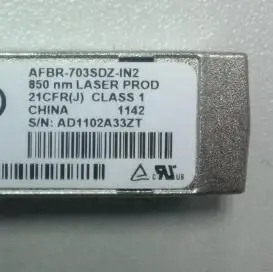 AFBR-703SDZ-IN2
850 nm LASER PROD
21CFR(J) CLASS 1
CHINA 1142
S/N: AD1102A33ZT